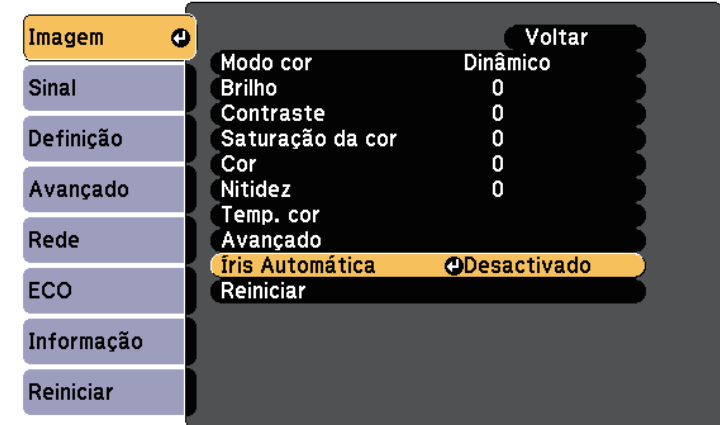 Imagem
Sinal
Definição
Avançado
Rede
ECO
Informação
Reiniciar
Voltar
Modo cor Dinâmico
Brilho 0
Contraste 0
Saturação da cor 0
Cor 0
Nitidez 0
Temp. cor
Avançado
Íris Automática Desactivado
Reiniciar